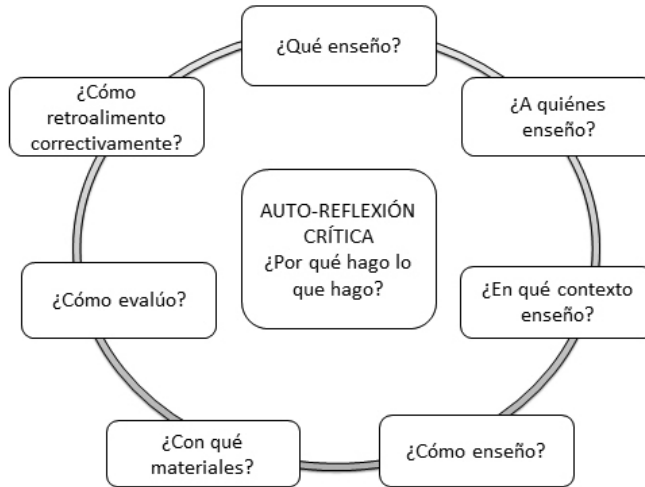 ¿Qué enseño?
¿A quiénes
enseño?
¿En qué contexto
enseño?
¿Cómo enseño?
¿Con qué
materiales?
¿Cómo evalúo?
¿Cómo
retroalimento
correctivamente?
AUTO-REFLEXIÓN
CRÍTICA
¿Por qué hago lo
que hago?